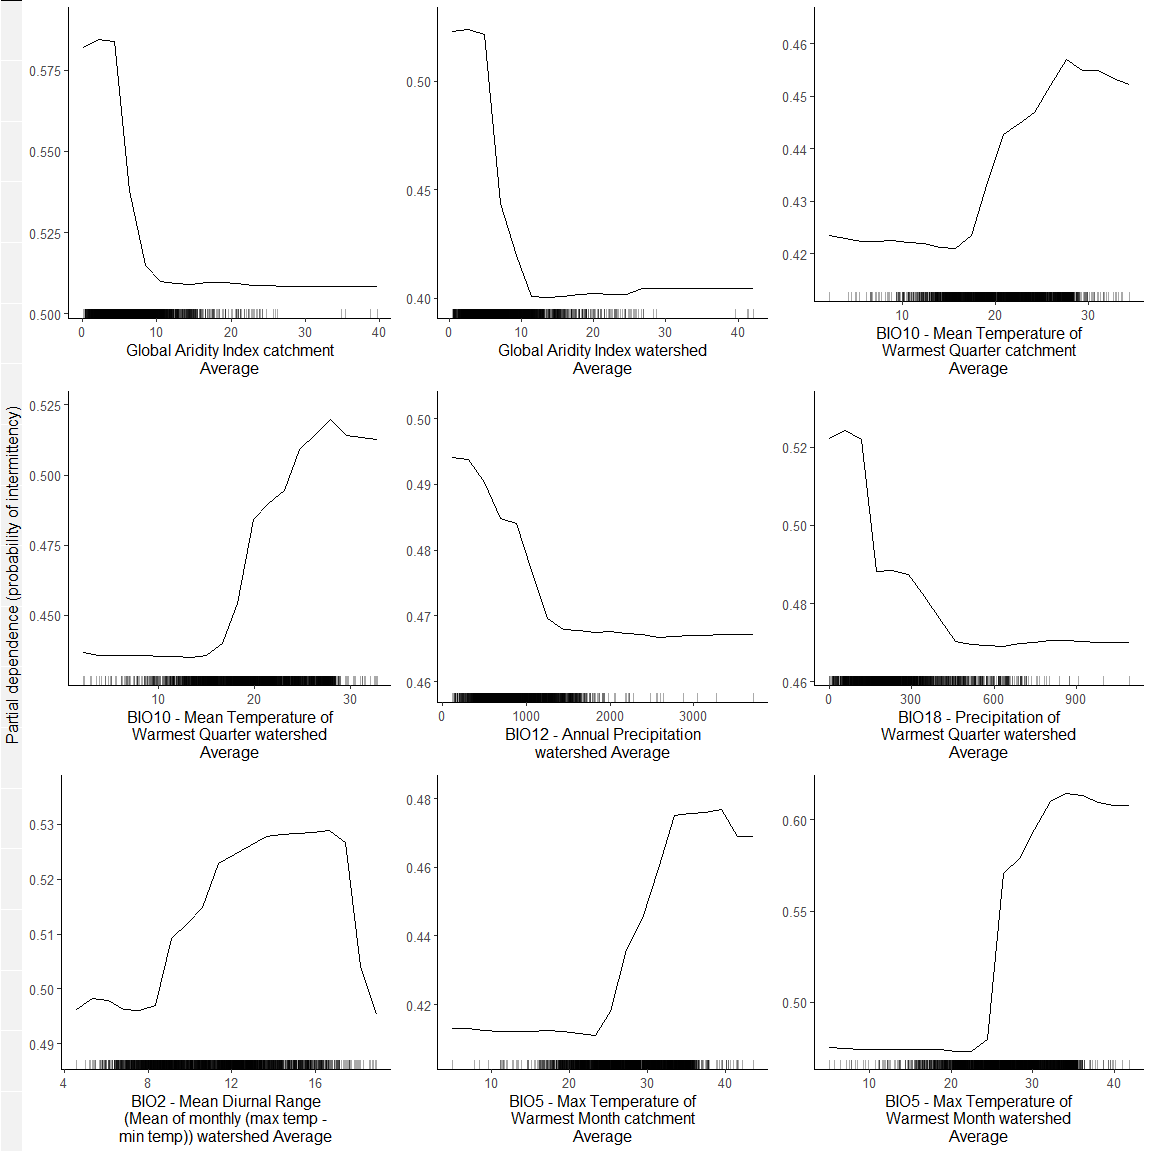 Partial dependence (probability of intermittency)
0.575
0.550
0.525
0.500
0
10
20
30
40
Global Aridity Index catchment
Average
0.50
0.45
0.40
0
10
20
30
40
Global Aridity Index watershed
Average
0.46
0.45
0.44
0.43
0.42
10
20
30
BIO10 - Mean Temperature of
Warmest Quarter catchment
Average
0.525
0.500
0.475
0.450
10
20
30
BIO10 - Mean Temperature of
Warmest Quarter watershed
Average
0.50
0.49
0.48
0.47
0.46
0
1000
2000
3000
BIO12 - Annual Precipitation
watershed Average
0.52
0.50
0.48
0.46
0
300
600
900
BIO18 - Precipitation of
Warmest Quarter watershed
Average
0.53
0.52
0.51
0.50
0.49
4
8
12
16
BIO2 - Mean Diurnal Range
(Mean of monthly (max temp -
min temp)) watershed Average
0.48
0.46
0.44
0.42
10
20
30
40
BIO5 - Max Temperature of
Warmest Month catchment
Average
0.60
0.55
0.50
10
20
30
40
BIO5 - Max Temperature of
Warmest Month watershed
Average